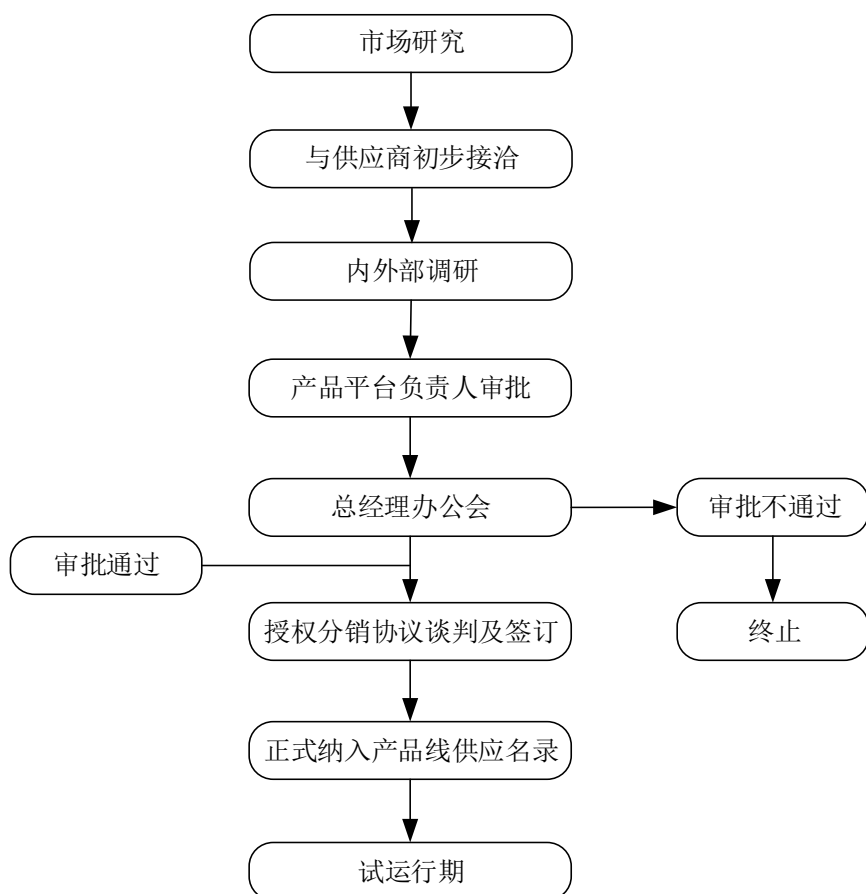 市场研究
与供应商初步接洽
内外部调研
产品平台负责人审批
总经理办公会
审批不通过
审批通过
授权分销协议谈判及签订
终止
正式纳入产品线供应名录
试运行期